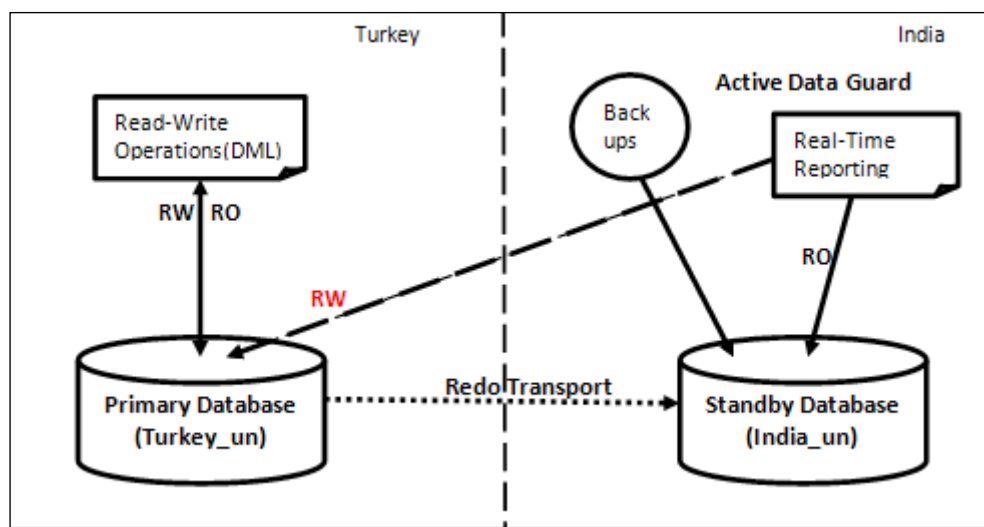 Turkey
India
Active Data Guard
Read-Write
Operations(DML)
Back
ups
Real-Time
Reporting
RW
RO
RO
RW
Redo Transport
Primary Database
(Turkey_un)
Standby Database
(India_un)